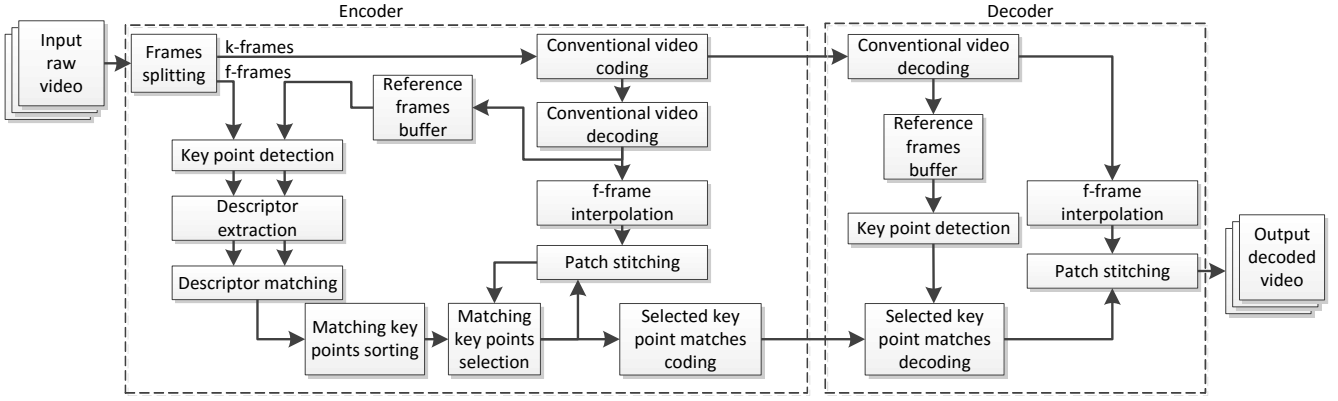 Encoder
Decoder
Input
raw
video
Frames
splitting
k-frames
f-frames
Reference
frames
buffer
Conventional video
coding
Conventional video
decoding
Key point detection
Descriptor
extraction
Descriptor matching
f-frame
interpolation
Patch stitching
Matching key
points sorting
Matching
key points
selection
Selected key
point matches
coding
Conventional video
decoding
Reference
frames
buffer
Key point detection
Selected key
point matches
decoding
f-frame
interpolation
Patch stitching
Output
decoded
video